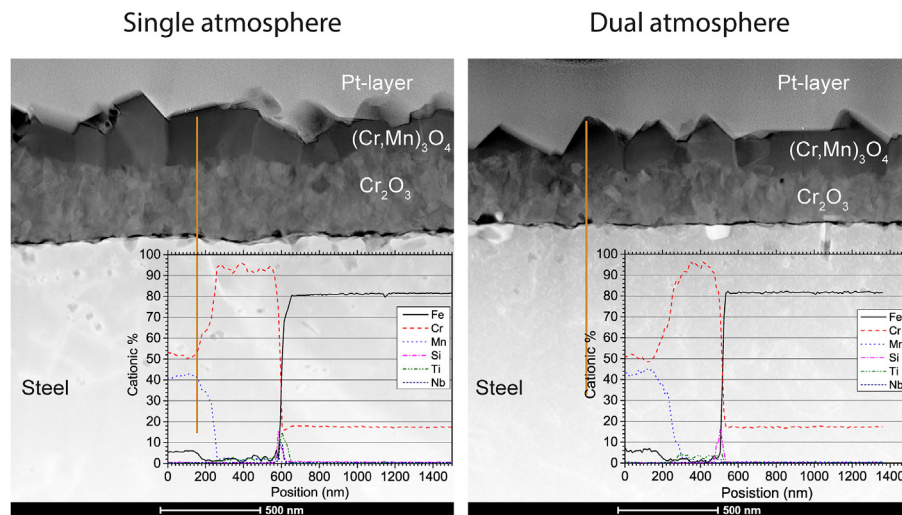 Single atmosphere
Pt-layer
(Cr,Mn)3O4
Cr2O3
100
90
80
70
60
50
40
30
20
10
0
Cationic %
Fe
Cr
Mn
Si
Ti
Nb
Steel
0 200 400 600 800 1000 1200 1400
Position (nm)
500 nm
Dual atmosphere
Pt-layer
(Cr,Mn)3O4
Cr2O3
100
90
80
70
60
50
40
30
20
10
0
Cationic %
Fe
Cr
Mn
Si
Ti
Nb
Steel
0 200 400 600 800 1000 1200 1400
Posistion (nm)
500 nm